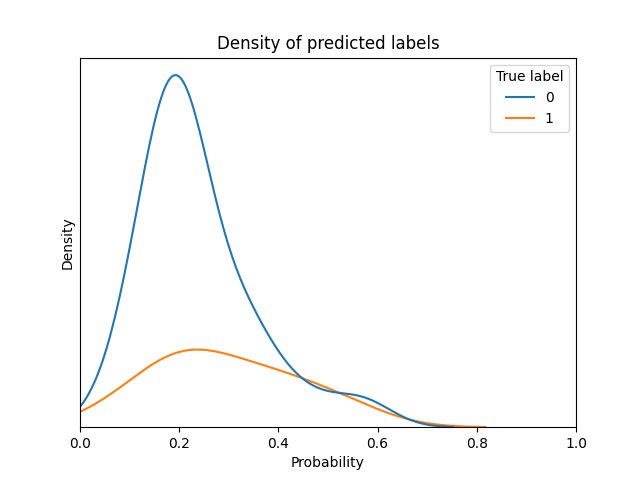 Density of predicted labels
True label
0
1
Density
0.0 0.2 0.4 0.6 0.8 1.0
Probability